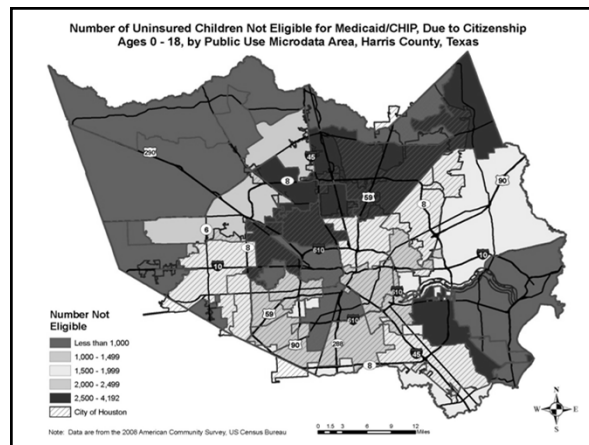 Number of Uninsured Children Not Eligible for Medicaid/CHIP, Due to Citizenship
Ages 0 - 18, by Public Use Microdata Area, Harris County, Texas
290
45
8
59
8
90
6
8
610
10
10
610
59
610
90
288
45
8
Number Not
Eligible
Less than 1,000
1,000 - 1,499
1,500 - 1,999
2,000 - 2,499
2,500 - 4,192
City of Houston
N
W
E
S
0 1.5 3 6 9 12
Miles
Note: Data are from the 2008 American Community Survey, US Census Bureau